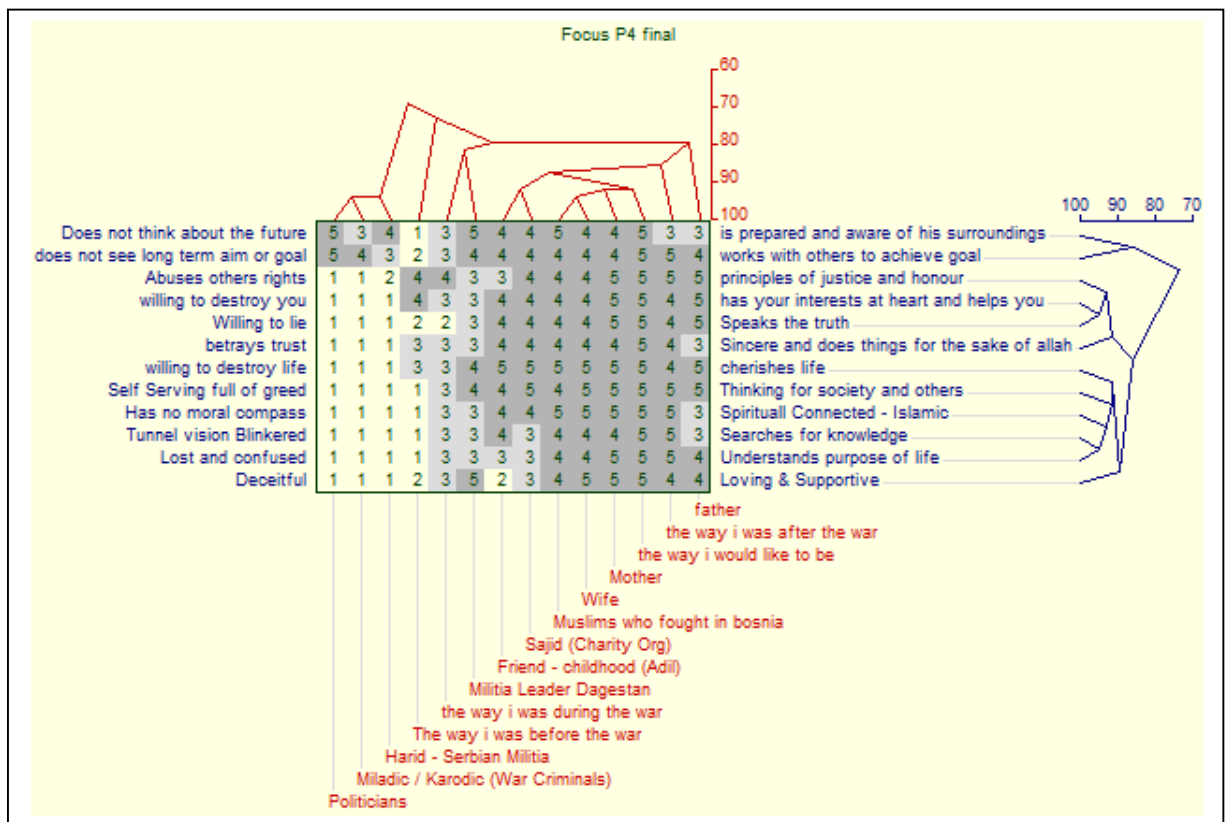 Focus P4 final
60
70
80
90
100
100 90 80 70
Does not think about the future 5 3 4 1 3 5 4 4 5 4 4 5 3 3 is prepared and aware of his surroundings
does not see long term aim or goal 5 4 3 2 3 4 4 4 4 4 4 5 5 4 works with others to achieve goal
Abuses others rights 1 1 2 4 4 3 3 4 4 4 4 5 4 5 principles of justice and honour
willing to destroy you 1 1 1 4 3 3 4 4 4 4 5 5 4 5 has your interests at heart and helps you
Willing to lie 1 1 1 2 2 3 4 4 4 4 5 5 4 5 Speaks the truth
betrays trust 1 1 1 3 3 3 4 4 4 4 4 5 4 3 Sincere and does things for the sake of allah
willing to destroy life 1 1 1 3 3 4 5 5 5 5 5 5 4 5 cherishes life
Self Serving full of greed 1 1 1 1 3 4 4 5 5 5 5 5 5 4 Thinking for society and others
Has no moral compass 1 1 1 1 3 3 4 4 5 5 5 5 5 3 Spirituall Connected - Islamic
Tunnel vision Blinkered 1 1 1 1 3 3 4 3 4 4 4 5 5 3 Searches for knowledge
Lost and confused 1 1 1 1 3 3 3 3 4 4 5 5 5 4 Understands purpose of life
Deceitful 1 1 1 2 3 5 2 3 4 5 5 5 4 4 Loving & Supportive
father
the way i was after the war
the way i would like to be
Mother
Wife
Muslims who fought in bosnia
Sajid (Charity Org)
Friend - childhood (Adil)
Militia Leader Dagestan
the way i was during the war
The way i was before the war
Harid - Serbian Militia
Miladic / Karodic (War Criminals)
Politicians